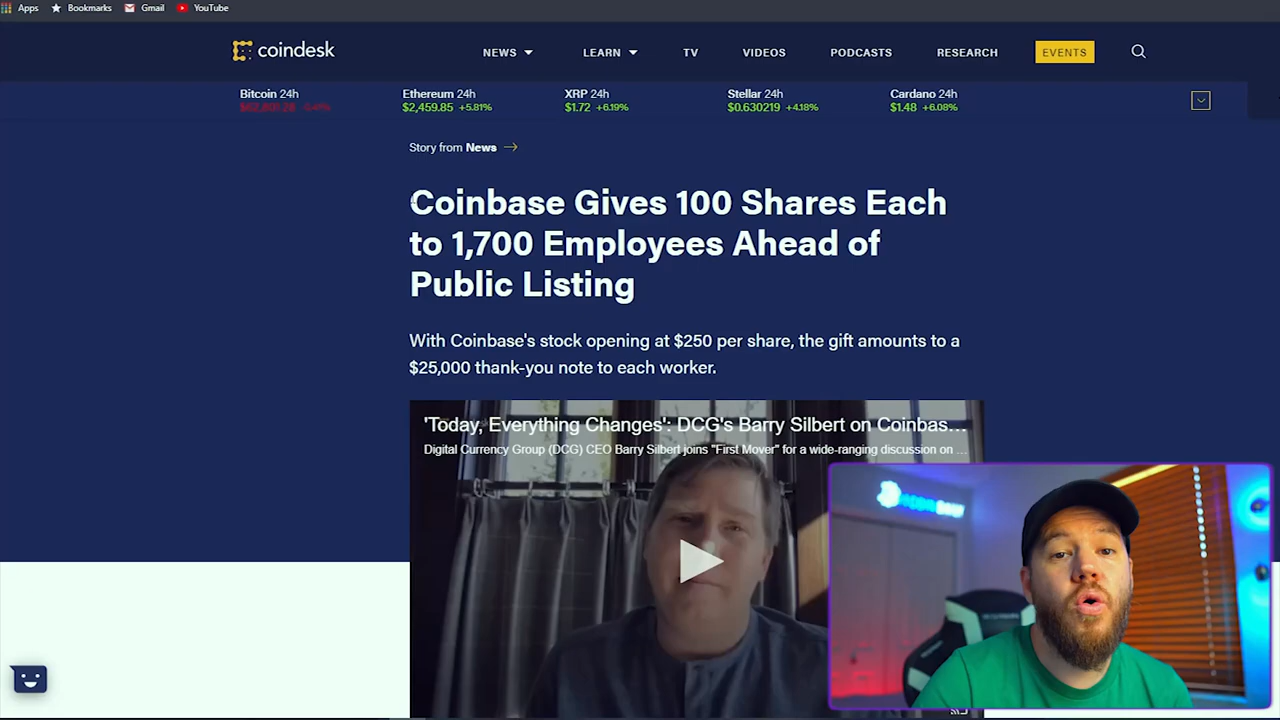 Apps Bookmarks Gmail YouTube
coindesk NEWS LEARN TV VIDEOS PODCASTS RESEARCH EVENTS
Bitcoin 24h Ethereum 24h XRP 24h Stellar 24h Cardano 24h
$2,459.85 +5.81% $1.72 +6.19% $0.630219 +4.18% $1.48 +6.08%
Story from News
Coinbase Gives 100 Shares Each
to 1,700 Employees Ahead of
Public Listing
With Coinbase's stock opening at $250 per share, the gift amounts to a
$25,000 thank-you note to each worker.
'Today, Everything Changes': DCG's Barry Silbert on Coinbas...
Digital Currency Group (DCG) CEO Barry Silbert joins "First Mover" for a wide-ranging discussion on ...